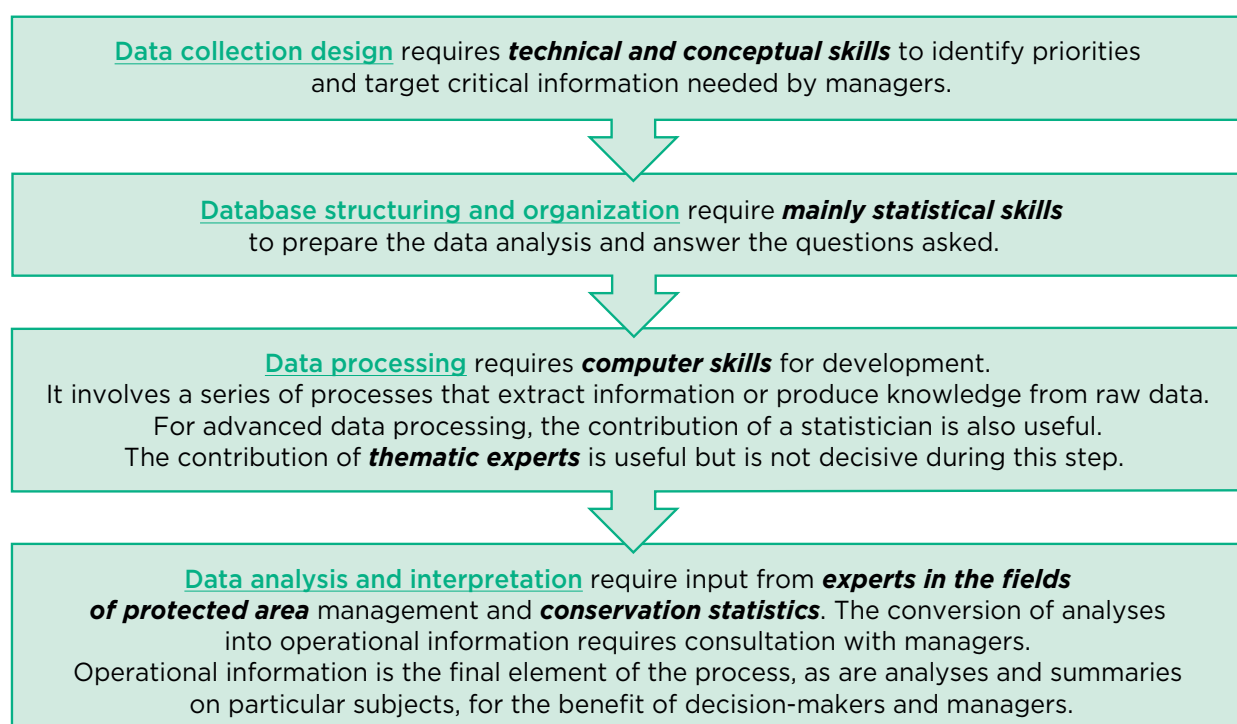 Data collection design requires technical and conceptual skills to identify priorities
and target critical information needed by managers.
Database structuring and organization require mainly statistical skills
to prepare the data analysis and answer the questions asked.
Data processing requires computer skills for development.
It involves a series of processes that extract information or produce knowledge from raw data.
For advanced data processing, the contribution of a statistician is also useful.
The contribution of thematic experts is useful but is not decisive during this step.
Data analysis and interpretation require input from experts in the fields
of protected area management and conservation statistics. The conversion of analyses
into operational information requires consultation with managers.
Operational information is the final element of the process, as are analyses and summaries
on particular subjects, for the benefit of decision-makers and managers.